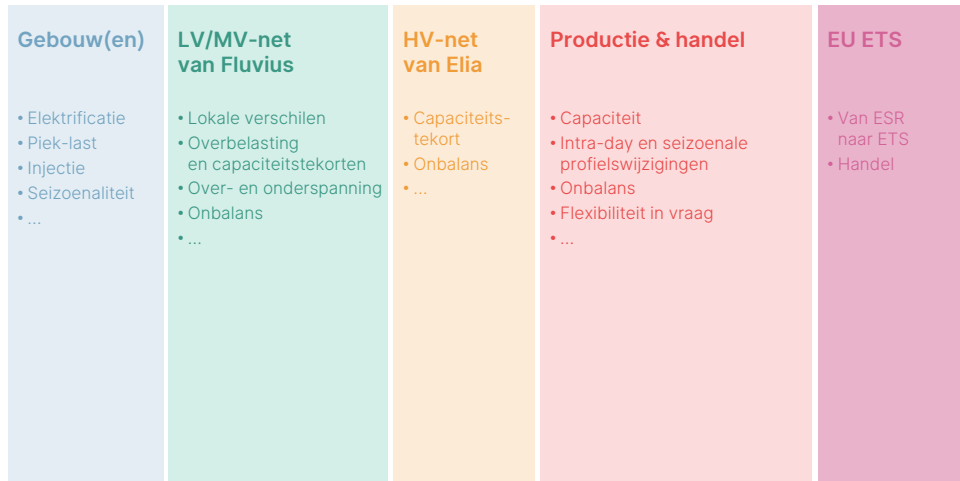 Gebouw(en)
• Elektrificatie
• Piek-last
• Injectie
• Seizoenaliteit
• ...
LV/MV-net
van Fluvius
• Lokale verschilen
• Overbelasting
en capaciteitstekorten
• Over- en onderspanning
• Onbalans
• ...
HV-net
van Elia
• Capaciteits-
tekort
• Onbalans
• ...
Productie & handel
• Capaciteit
• Intra-day en seizoenale
profielswijzigingen
• Onbalans
• Flexibiliteit in vraag
• ...
EU ETS
• Van ESR
naar ETS
• Handel